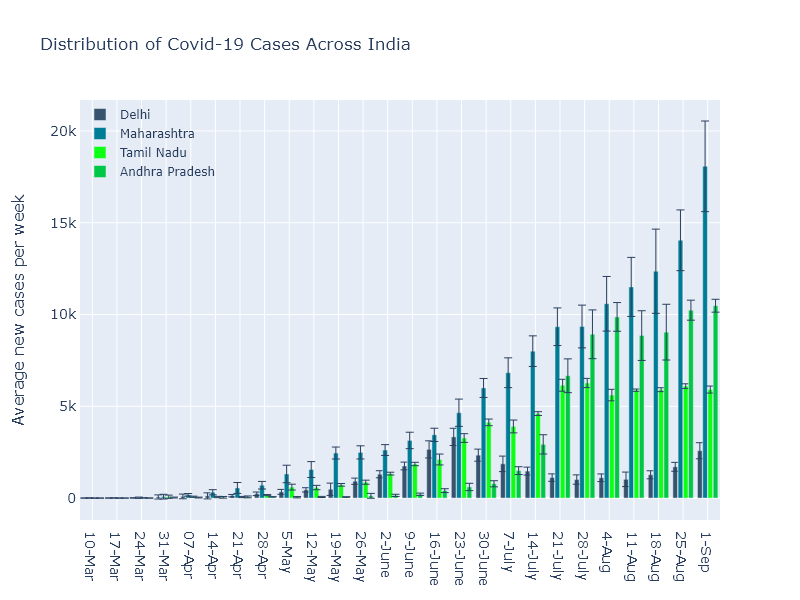 Distribution of Covid-19 Cases Across India
Delhi
Maharashtra
Tamil Nadu
Andhra Pradesh
Average new cases per week
20k
15k
10k
5k
0
10-Mar
17-Mar
24-Mar
31-Mar
07-Apr
14-Apr
21-Apr
28-Apr
5-May
12-May
19-May
26-May
2-June
9-June
16-June
23-June
30-June
7-July
14-July
21-July
28-July
4-Aug
11-Aug
18-Aug
25-Aug
1-Sep